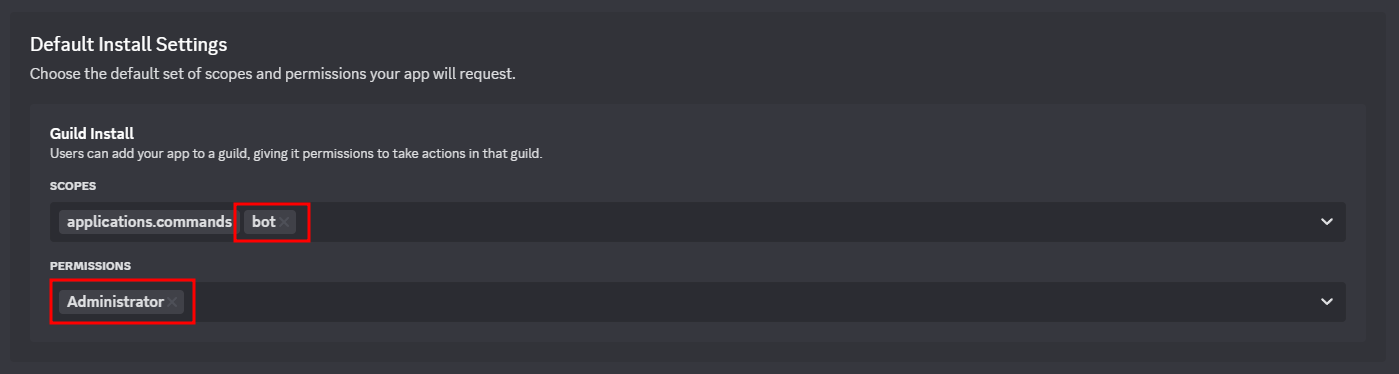 Default Install Settings
Choose the default set of scopes and permissions your app will request.
Guild Install
Users can add your app to a guild, giving it permissions to take actions in that guild.
SCOPES
applications.commands bot
PERMISSIONS
Administrator